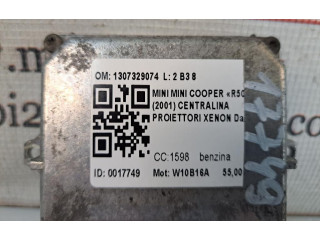 OM: 1307329074 L: 2 B3 8
MINI MINI COOPER «R50
(2001) CENTRALINA
PROIETTORI XENON Da
CC:1598 benzina
ID: 0017749 Mot: W10B16A 55,00
17749